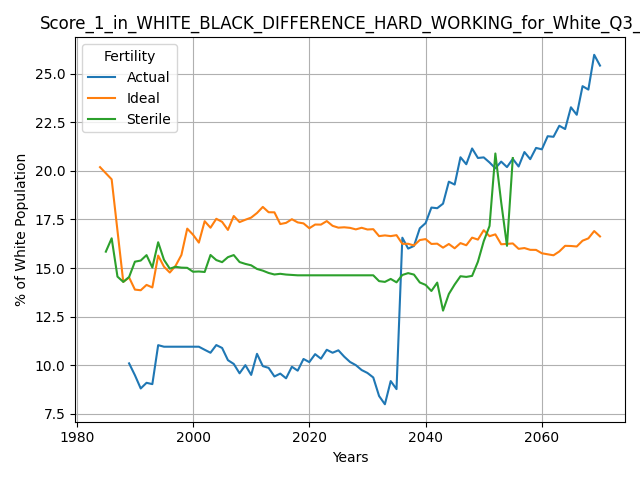 Score_1_in_WHITE_BLACK_DIFFERENCE_HARD_WORKING_for_White_Q3_
Fertility
Actual
Ideal
Sterile
25.0
22.5
20.0
17.5
15.0
12.5
10.0
7.5
% of White Population
1980 2000 2020 2040 2060
Years